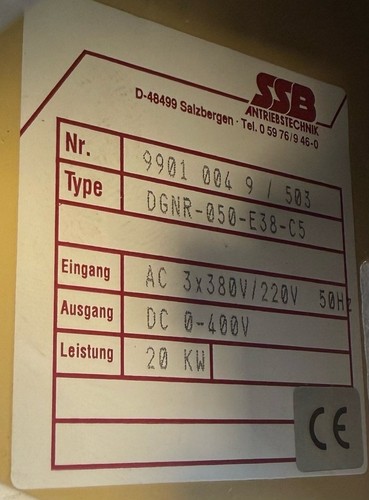 SSB
ANTRIEBSTECHNIK
D-48499 Salzbergen · Tel. 0 59 76/9 46-0
Nr. 9901 004 9 / 503
Type DGNR-050-E38-C5
Eingang AC 3x380V/220V 50Hz
Ausgang DC 0-400V
Leistung 20 KW
CE